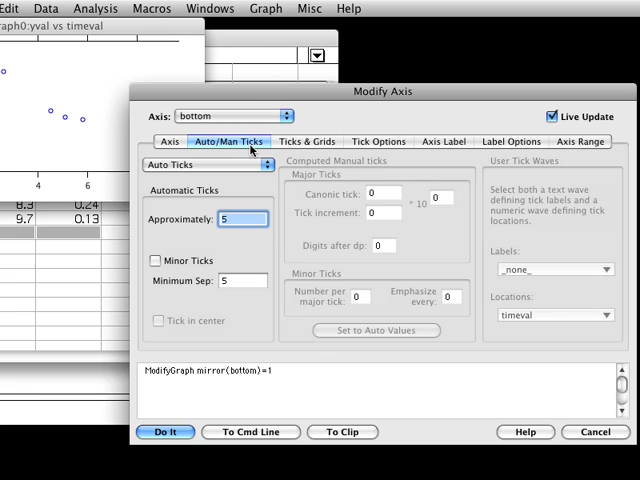 Edit Data Analysis Macros Windows Graph Misc Help
raph0:yval vs timeval
4 6
8.3 0.24
9.7 0.13
Modify Axis
Axis: bottom
Live Update
Axis Auto/Man Ticks Ticks & Grids Tick Options Axis Label Label Options Axis Range
Auto Ticks
Automatic Ticks
Approximately: 5
Minor Ticks
Minimum Sep: 5
Tick in center
Computed Manual ticks
Major Ticks
Canonic tick: 0 * 10 0
Tick increment: 0
Digits after dp: 0
Minor Ticks
Number per major tick: 0
Emphasize every: 0
Set to Auto Values
User Tick Waves
Select both a text wave
defining tick labels and
a numeric wave defining tick
locations.
Labels:
_none_
Locations:
timeval
ModifyGraph mirror(bottom)=1
Do It To Cmd Line To Clip Help Cancel